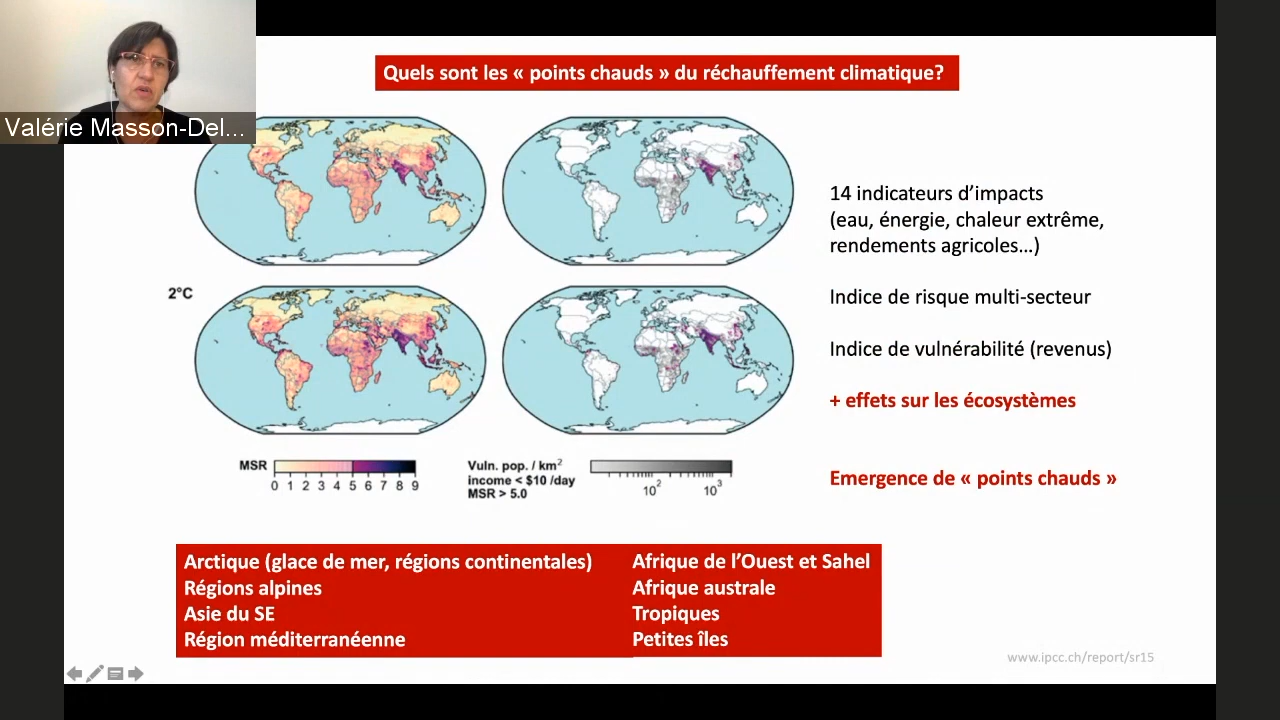 Valérie Masson-Del...
Quels sont les « points chauds » du réchauffement climatique?
14 indicateurs d'impacts
(eau, énergie, chaleur extrême,
rendements agricoles...)
2°C
Indice de risque multi-secteur
Indice de vulnérabilité (revenus)
+ effets sur les écosystèmes
Emergence de « points chauds »
MSR
0 1 2 3 4 5 6 7 8 9
Vuln. pop. / km²
income < $10 /day
MSR > 5.0
10² 10³
Arctique (glace de mer, régions continentales)
Régions alpines
Asie du SE
Région méditerranéenne
Afrique de l'Ouest et Sahel
Afrique australe
Tropiques
Petites îles
www.ipcc.ch/report/sr15